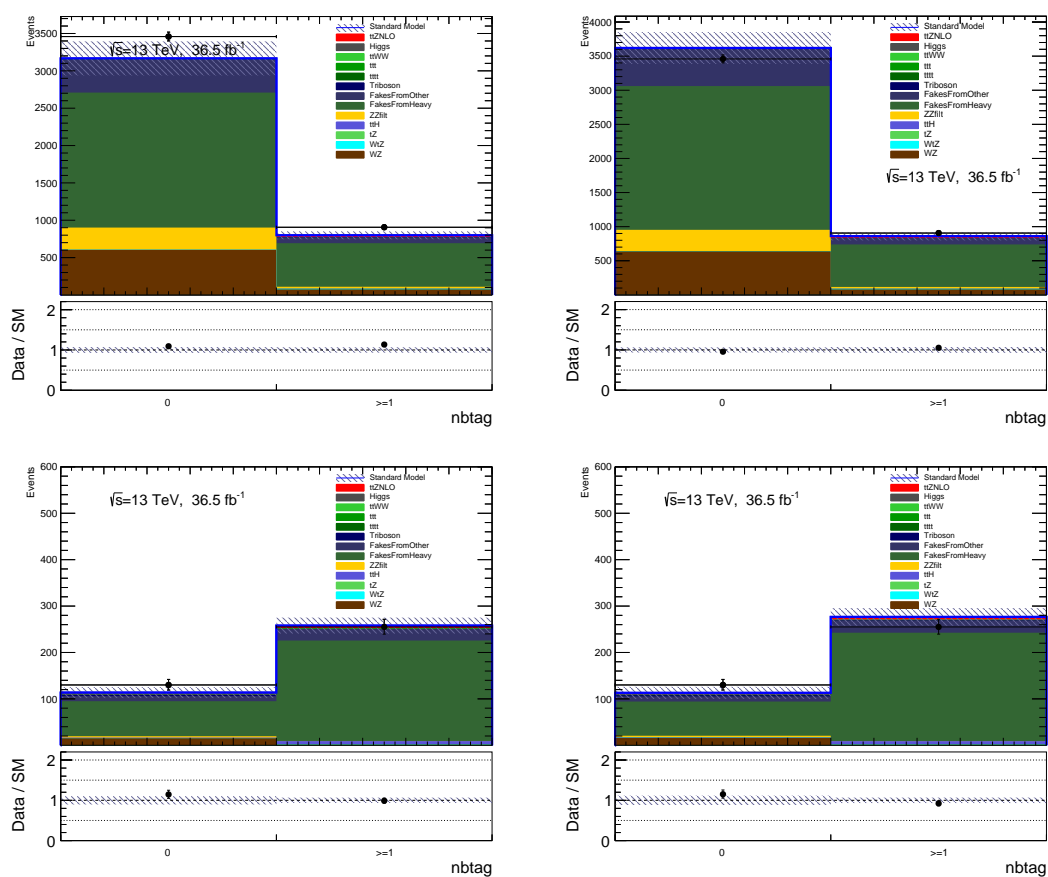 Events
3500
3000
2500
2000
1500
1000
500
√s=13 TeV, 36.5 fb-1
Standard Model
ttZNLO
Higgs
ttWW
ttt
tttt
Triboson
FakesFromOther
FakesFromHeavy
ZZfilt
ttH
tZ
WtZ
WZ
Data / SM
2
1
0
0
>=1
nbtag
Events
4000
3500
3000
2500
2000
1500
1000
500
Standard Model
ttZNLO
Higgs
ttWW
ttt
tttt
Triboson
FakesFromOther
FakesFromHeavy
ZZfilt
ttH
tZ
WtZ
WZ
√s=13 TeV, 36.5 fb-1
Data / SM
2
1
0
0
>=1
nbtag
Events
600
500
400
300
200
100
√s=13 TeV, 36.5 fb-1
Standard Model
ttZNLO
Higgs
ttWW
ttt
tttt
Triboson
FakesFromOther
FakesFromHeavy
ZZfilt
ttH
tZ
WtZ
WZ
Data / SM
2
1
0
0
>=1
nbtag
Events
600
500
400
300
200
100
√s=13 TeV, 36.5 fb-1
Standard Model
ttZNLO
Higgs
ttWW
ttt
tttt
Triboson
FakesFromOther
FakesFromHeavy
ZZfilt
ttH
tZ
WtZ
WZ
Data / SM
2
1
0
0
>=1
nbtag